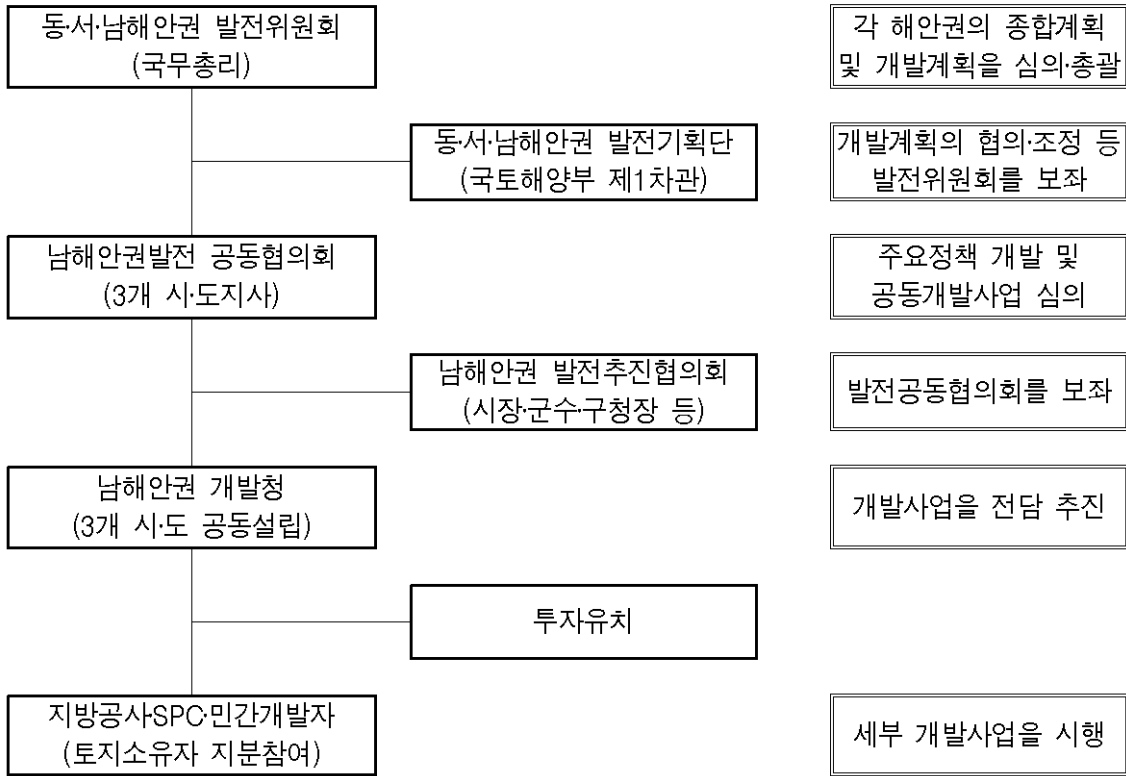 동·서·남해안권 발전위원회
(국무총리)
각 해안권의 종합계획
및 개발계획을 심의·총괄
동·서·남해안권 발전기획단
(국토해양부 제1차관)
개발계획의 협의·조정 등
발전위원회를 보좌
남해안권발전 공동협의회
(3개 시·도지사)
주요정책 개발 및
공동개발사업 심의
남해안권 발전추진협의회
(시장·군수·구청장 등)
발전공동협의회를 보좌
남해안권 개발청
(3개 시·도 공동설립)
개발사업을 전담 추진
투자유치
지방공사·SPC·민간개발자
(토지소유자 지분참여)
세부 개발사업을 시행